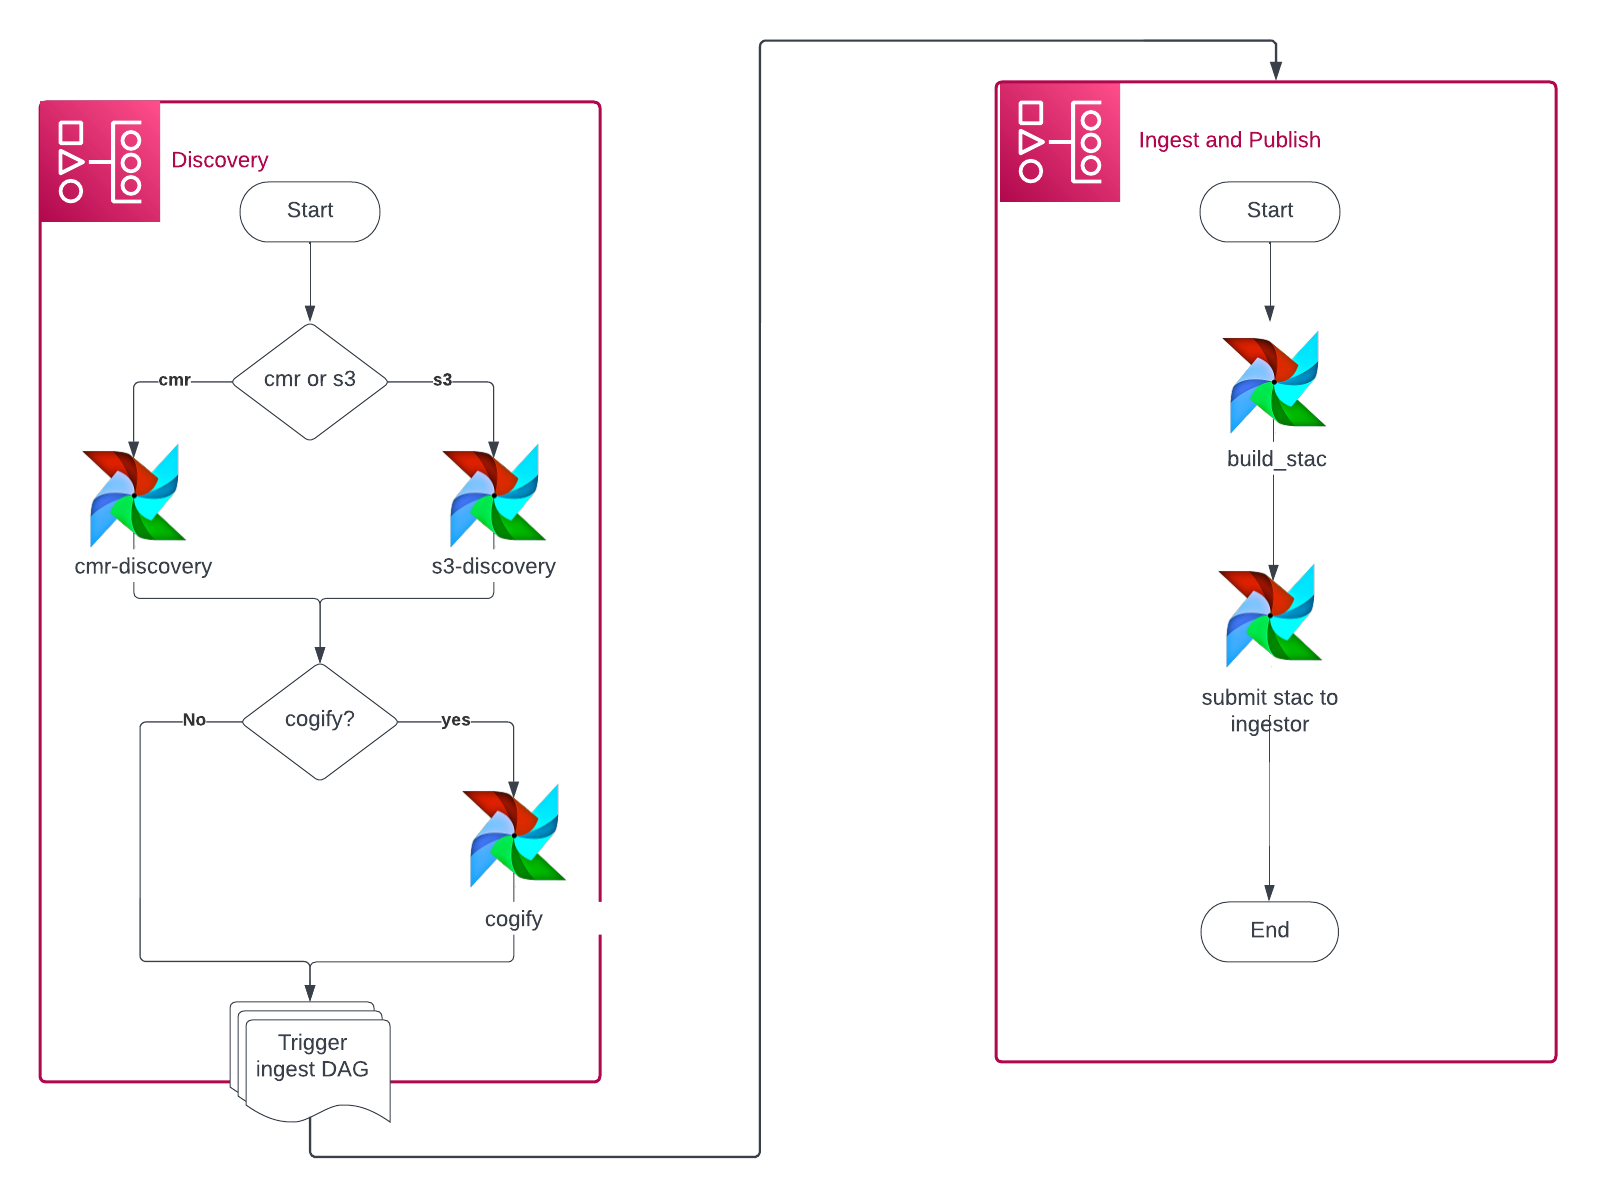 Discovery
Start
cmr or s3
cmr
s3
cmr-discovery
s3-discovery
cogify?
No
yes
cogify
Trigger
ingest DAG
Ingest and Publish
Start
build_stac
submit stac to
ingestor
End